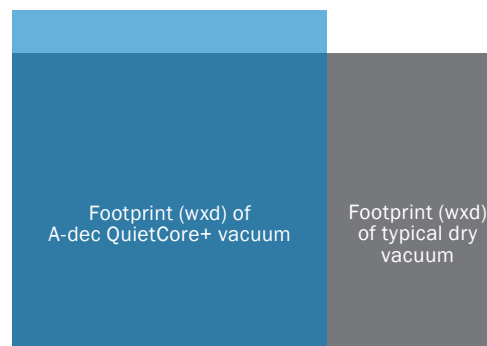 Footprint (wxd) of
A-dec QuietCore+ vacuum
Footprint (wxd)
of typical dry
vacuum